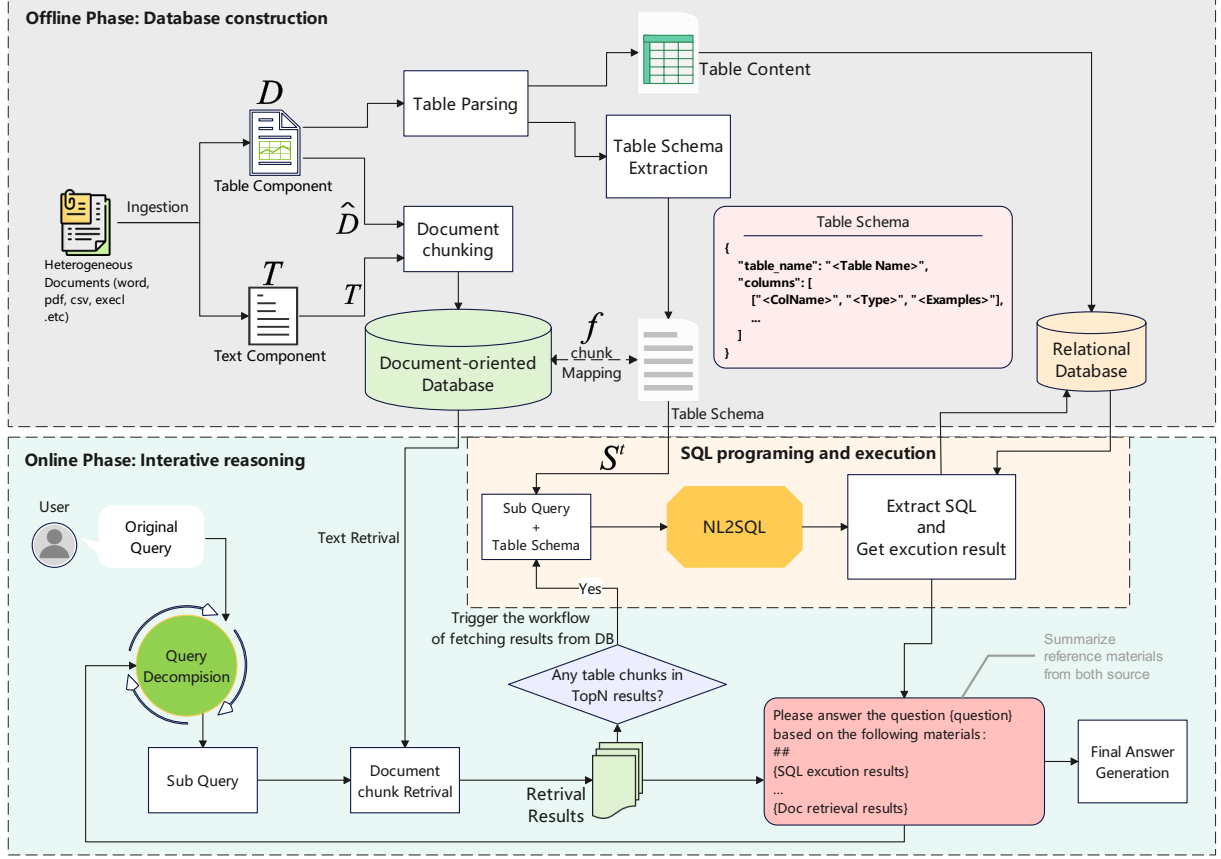 Offline Phase: Database construction
Table Content
D
Table Parsing
Table Schema
Extraction
Table Component
Ingestion
D̂
Document
chunking
Heterogeneous
Documents (word,
pdf, csv, execl
.etc)
T
T
Text Component
Table Schema
{
"table_name": "<Table Name>",
"columns": [
["<ColName>", "<Type>", "<Examples>"],
...
]
}
Document-oriented
Database
f
chunk
Mapping
Relational
Database
Table Schema
Online Phase: Interative reasoning
SQL programing and execution
Sᵗ
User
Original
Query
Text Retrival
Sub Query
+
Table Schema
NL2SQL
Extract SQL
and
Get excution result
Yes
Trigger the workflow
of fetching results from DB
Query
Decompision
Any table chunks in
TopN results?
Summarize
reference materials
from both source
Sub Query
Document
chunk Retrival
Retrival
Results
Please answer the question {question}
based on the following materials:
##
{SQL excution results}
...
{Doc retrieval results}
Final Answer
Generation